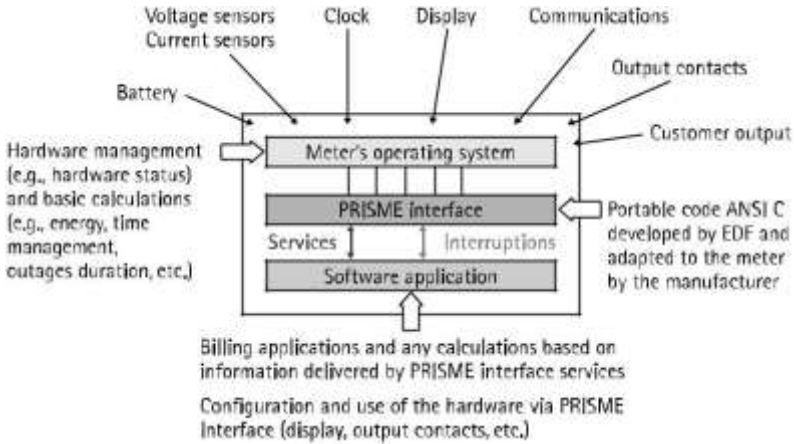 Voltage sensors
Current sensors
Clock
Display
Communications
Output contacts
Battery
Customer output
Hardware management
(e.g., hardware status)
and basic calculations
(e.g., energy, time
management,
outages duration, etc.)
Meter's operating system
PRISME interface
Services
Interruptions
Software application
Portable code ANSI C
developed by EDF and
adapted to the meter
by the manufacturer
Billing applications and any calculations based on
information delivered by PRISME interface services
Configuration and use of the hardware via PRISME
Interface (display, output contacts, etc.)